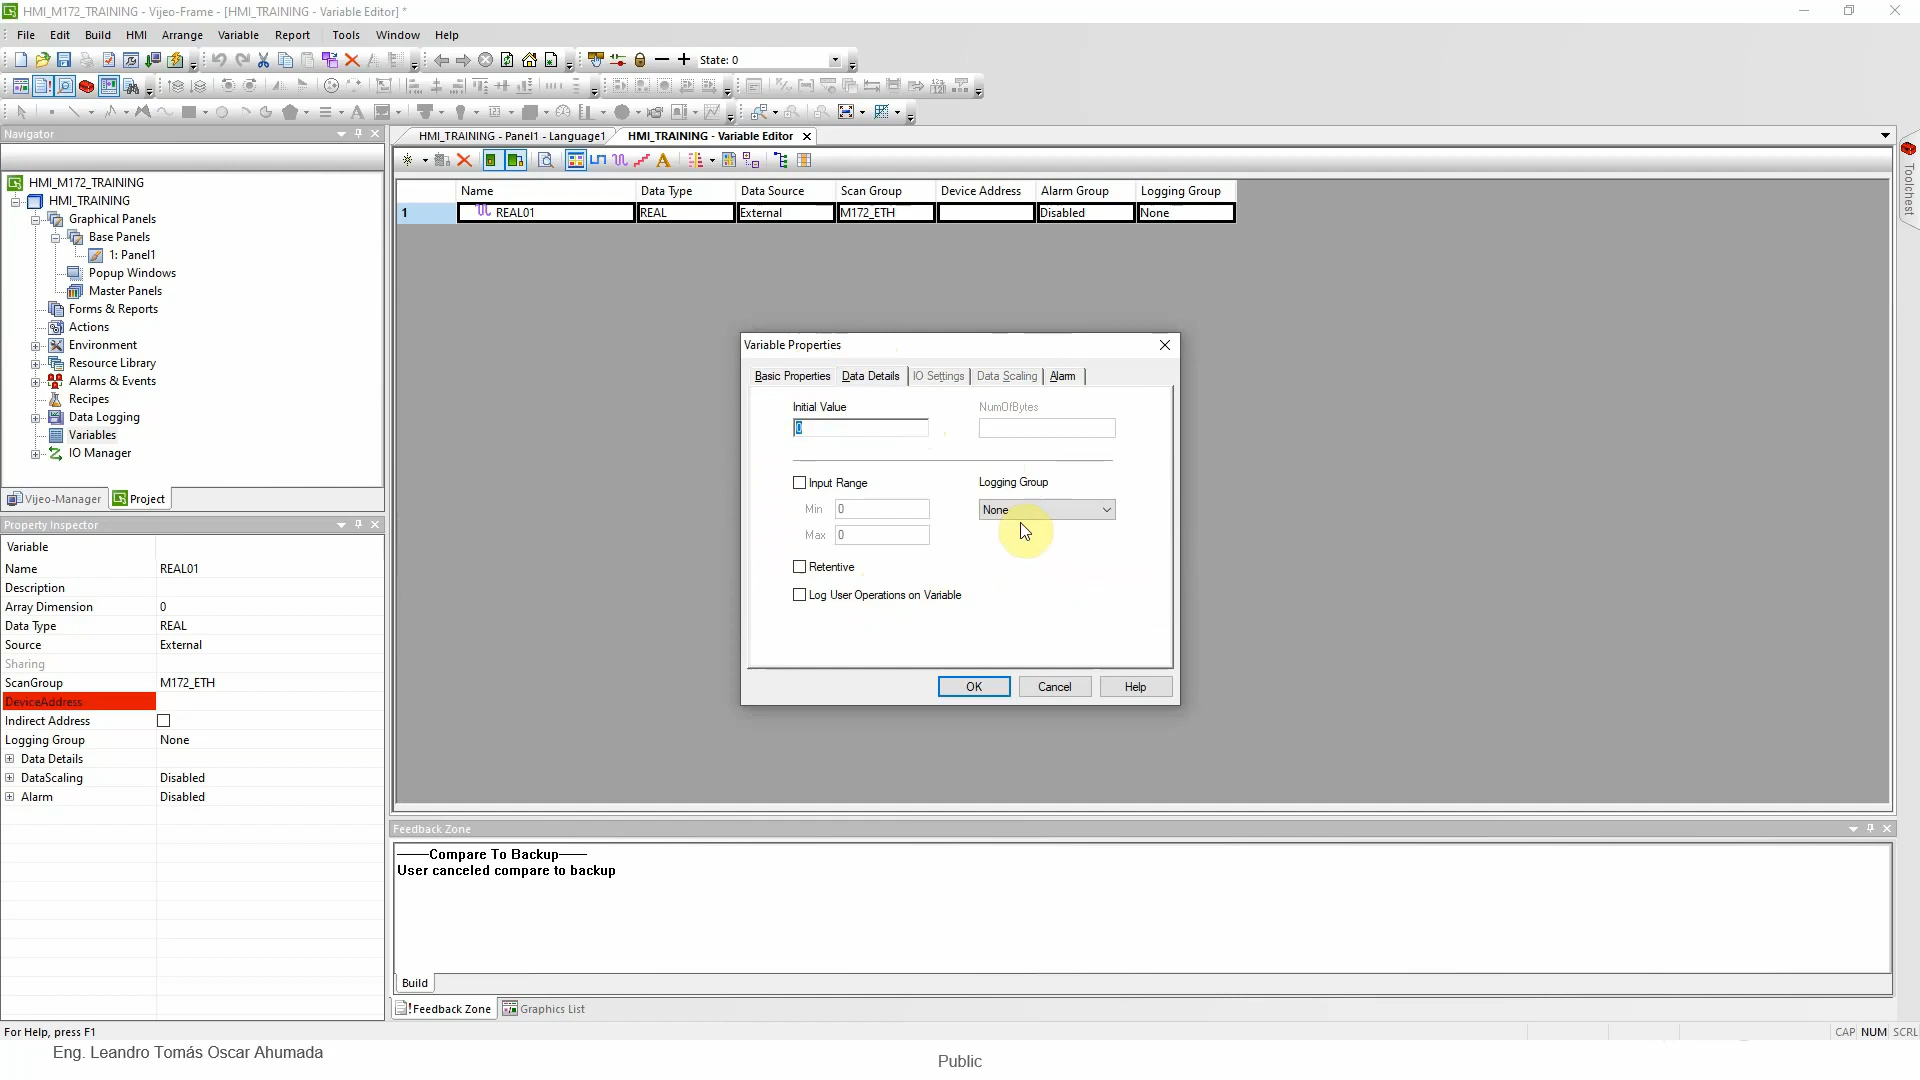 HMI_M172_TRAINING - Vijeo-Frame - [HMI_TRAINING - Variable Editor] *
File Edit Build HMI Arrange Variable Report Tools Window Help
State: 0
Navigator
HMI_TRAINING - Panel1 - Language1 HMI_TRAINING - Variable Editor
Toolchest
HMI_M172_TRAINING
HMI_TRAINING
Graphical Panels
Base Panels
1: Panel1
Popup Windows
Master Panels
Forms & Reports
Actions
Environment
Resource Library
Alarms & Events
Recipes
Data Logging
Variables
IO Manager
Vijeo-Manager Project
Name Data Type Data Source Scan Group Device Address Alarm Group Logging Group
1 REAL01 REAL External M172_ETH Disabled None
Variable Properties
Basic Properties Data Details IO Settings Data Scaling Alarm
Initial Value NumOfBytes
0
Input Range Logging Group
Min 0 None
Max 0
Retentive
Log User Operations on Variable
OK Cancel Help
Property Inspector
Variable
Name REAL01
Description
Array Dimension 0
Data Type REAL
Source External
Sharing
ScanGroup M172_ETH
DeviceAddress
Indirect Address
Logging Group None
Data Details
DataScaling Disabled
Alarm Disabled
Feedback Zone
——Compare To Backup——
User canceled compare to backup
Build
Feedback Zone Graphics List
For Help, press F1
CAP NUM SCRL
Eng. Leandro Tomás Oscar Ahumada
Public